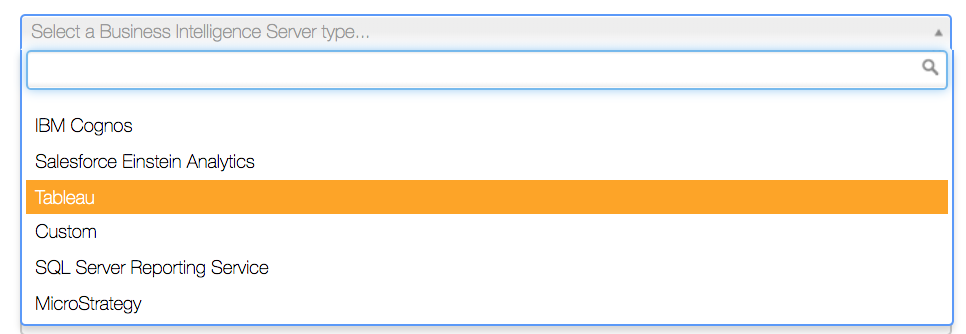 Select a Business Intelligence Server type...
IBM Cognos
Salesforce Einstein Analytics
Tableau
Custom
SQL Server Reporting Service
MicroStrategy